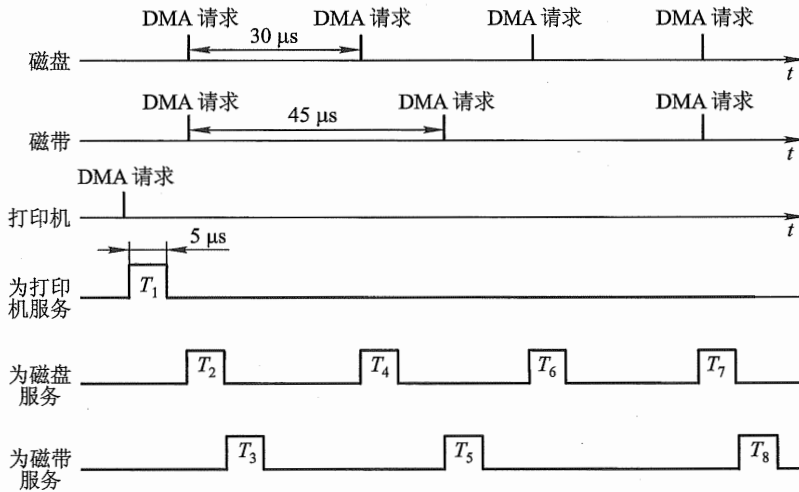 DMA 请求 DMA 请求 DMA 请求 DMA 请求
30 μs
磁盘
t
DMA 请求 DMA 请求 DMA 请求
45 μs
磁带
t
DMA 请求
打印机
t
5 μs
为打印
机服务
T1
为磁盘
服务
T2 T4 T6 T7
为磁带
服务
T3 T5 T8